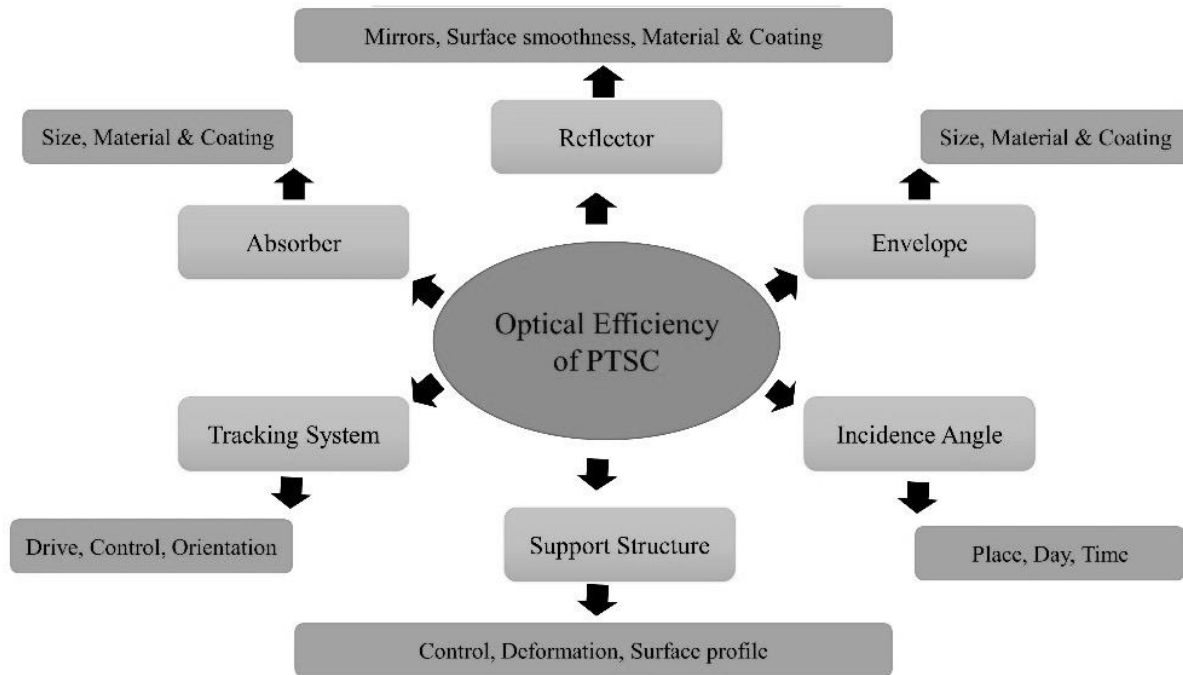 Mirrors, Surface smoothness, Material & Coating
Reflector
Size, Material & Coating
Size, Material & Coating
Absorber
Envelope
Optical Efficiency
of PTSC
Tracking System
Incidence Angle
Drive, Control, Orientation
Support Structure
Place, Day, Time
Control, Deformation, Surface profile